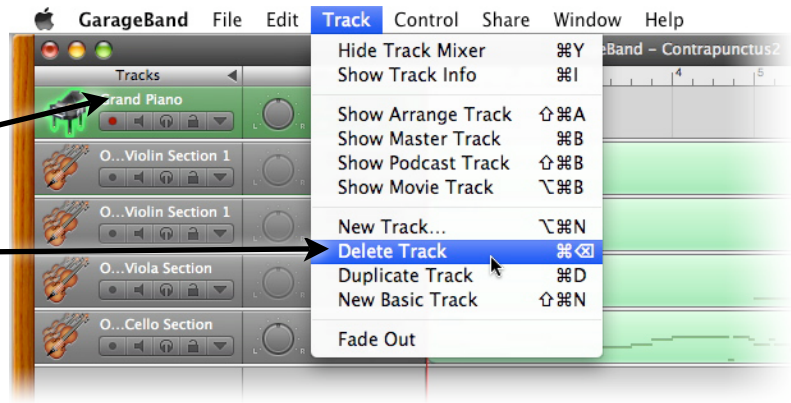 GarageBand File Edit Track Control Share Window Help
eBand – Contrapunctus2
Tracks
4 5
Grand Piano
O...Violin Section 1
O...Violin Section 1
O...Viola Section
O...Cello Section
Hide Track Mixer ⌘Y
Show Track Info ⌘I
Show Arrange Track ⇧⌘A
Show Master Track ⌘B
Show Podcast Track ⇧⌘B
Show Movie Track ⌥⌘B
New Track... ⌥⌘N
Delete Track ⌘⌫
Duplicate Track ⌘D
New Basic Track ⇧⌘N
Fade Out